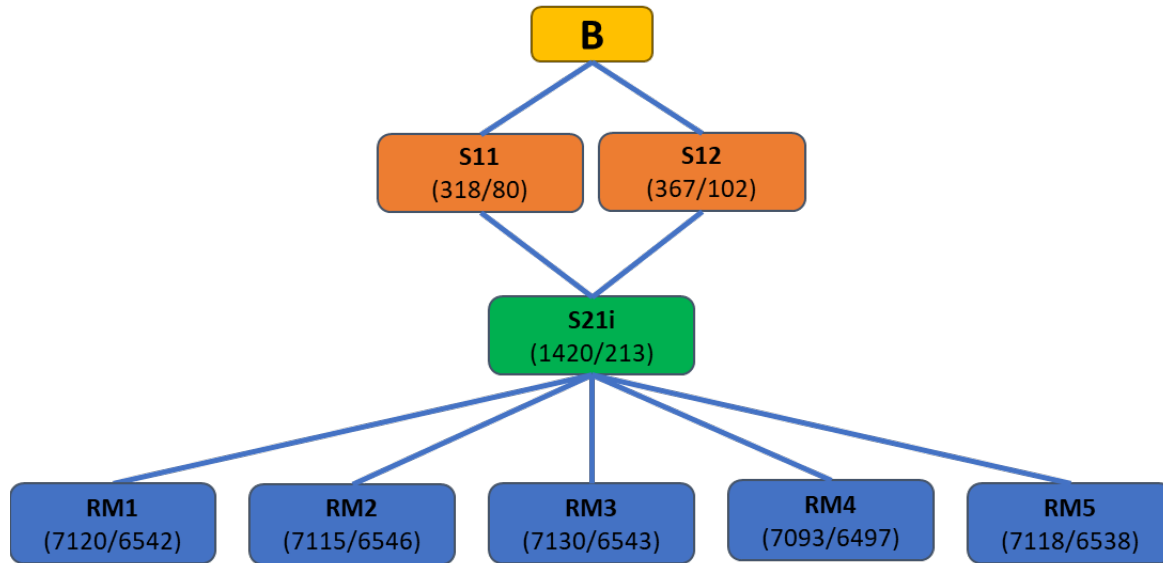 B
S11
(318/80)
S12
(367/102)
S21i
(1420/213)
RM1
(7120/6542)
RM2
(7115/6546)
RM3
(7130/6543)
RM4
(7093/6497)
RM5
(7118/6538)